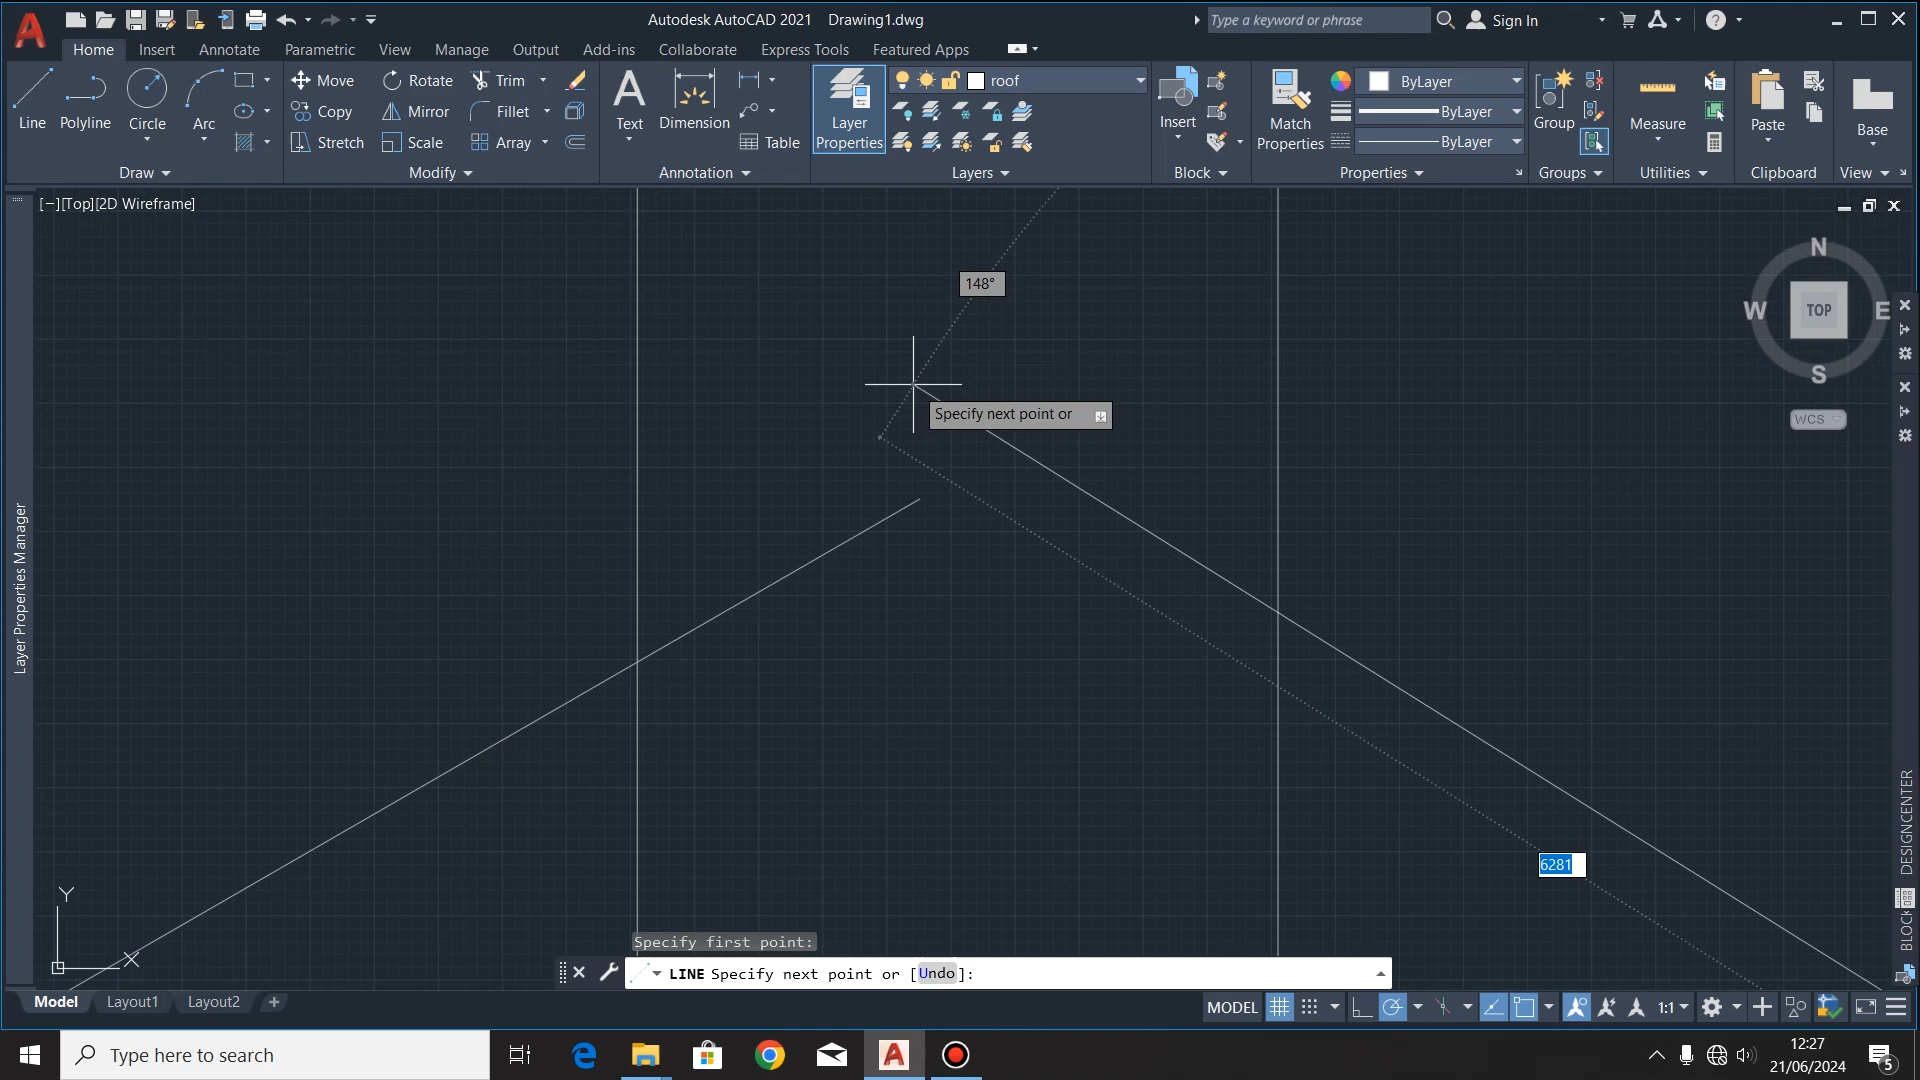 Autodesk AutoCAD 2021 Drawing1.dwg
Type a keyword or phrase
Sign In
Home Insert Annotate Parametric View Manage Output Add-ins Collaborate Express Tools Featured Apps
Line
Polyline
Circle
Arc
Draw
Move
Rotate
Trim
Copy
Mirror
Fillet
Stretch
Scale
Array
Modify
Text
Dimension
Table
Annotation
Layer
Properties
roof
Layers
Insert
Block
Match
Properties
ByLayer
ByLayer
ByLayer
Properties
Group
Groups
Measure
Utilities
Paste
Clipboard
Base
View
[−][Top][2D Wireframe]
N
W
TOP
E
S
WCS
148°
Specify next point or
6281
Layer Properties Manager
DESIGNCENTER
BLOCK
Y
X
Specify first point:
LINE Specify next point or [Undo]:
Model Layout1 Layout2
MODEL
1:1
Type here to search
12:27
21/06/2024
5